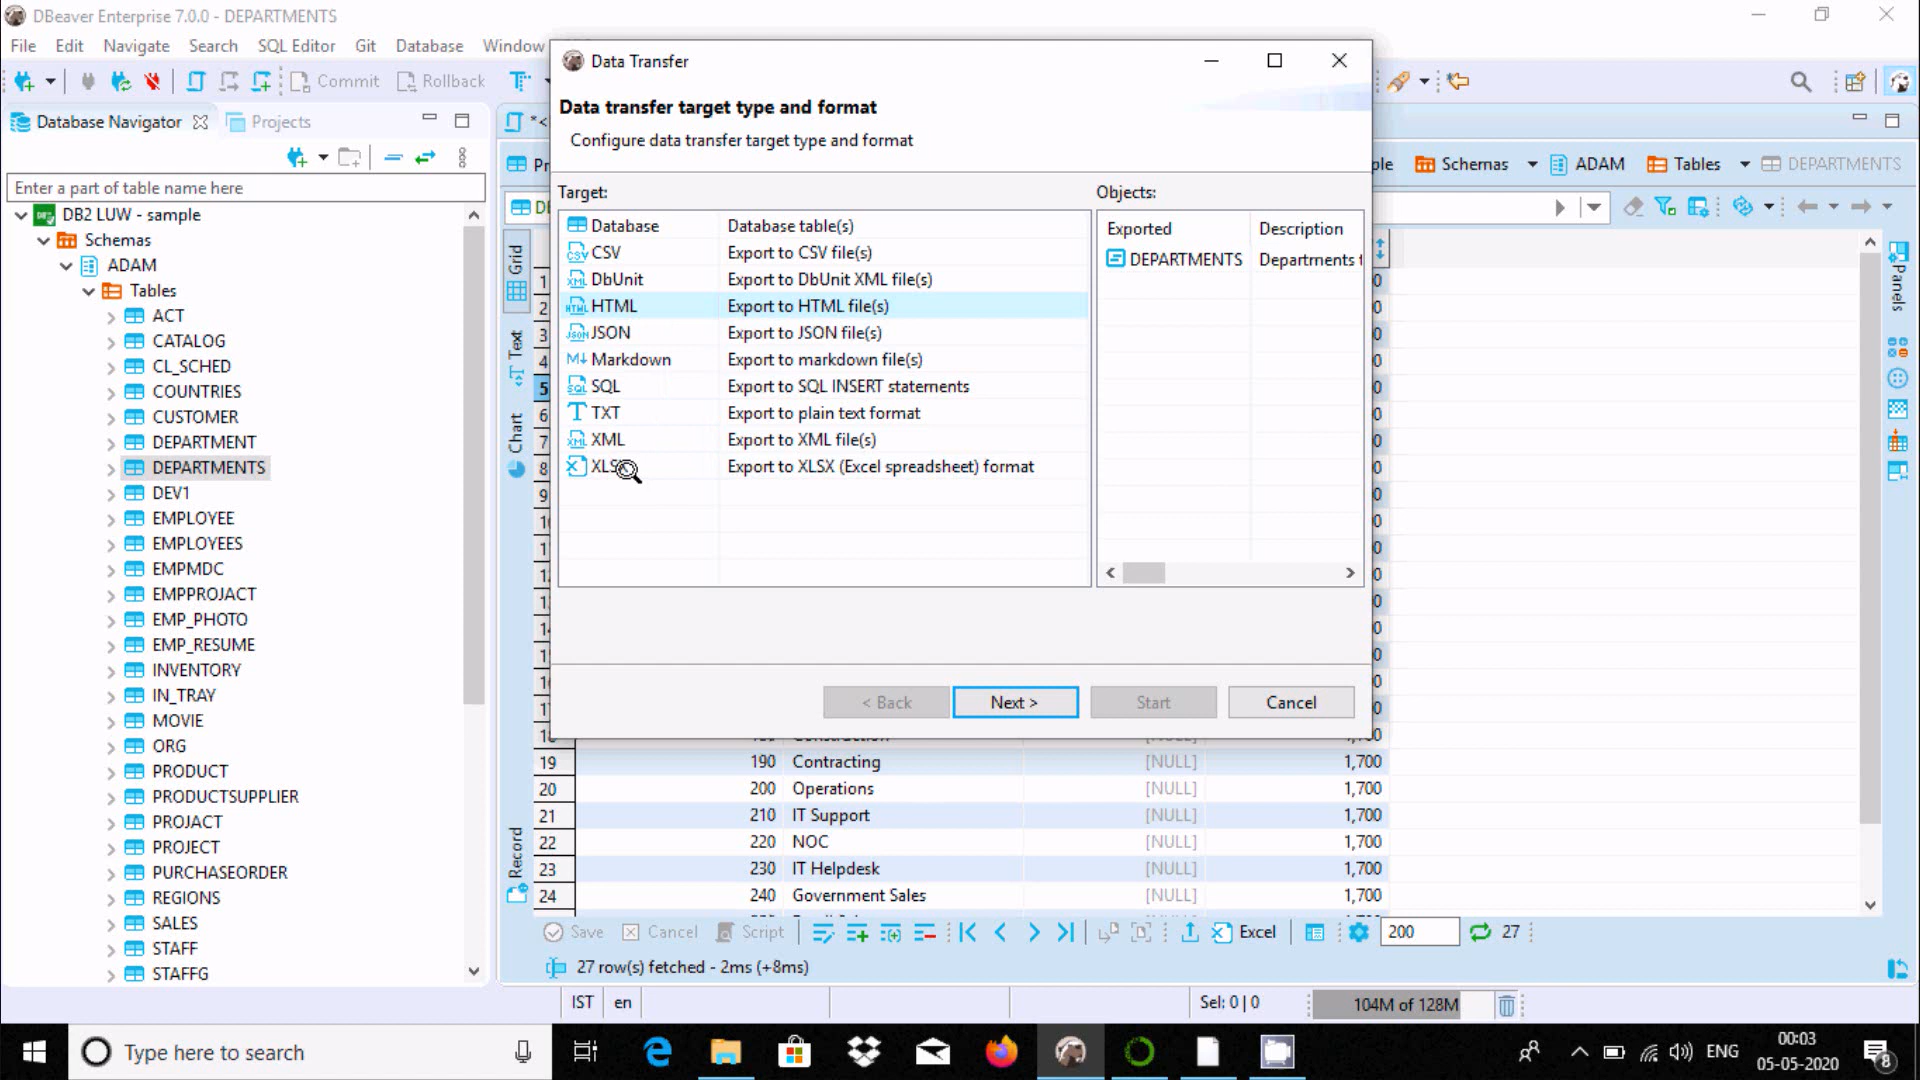 DBeaver Enterprise 7.0.0 - DEPARTMENTS
File Edit Navigate Search SQL Editor Git Database Window
Commit Rollback
Database Navigator Projects
Enter a part of table name here
DB2 LUW - sample
Schemas
ADAM
Tables
ACT
CATALOG
CL_SCHED
COUNTRIES
CUSTOMER
DEPARTMENT
DEPARTMENTS
DEV1
EMPLOYEE
EMPLOYEES
EMPMDC
EMPPROJACT
EMP_PHOTO
EMP_RESUME
INVENTORY
IN_TRAY
MOVIE
ORG
PRODUCT
PRODUCTSUPPLIER
PROJACT
PROJECT
PURCHASEORDER
REGIONS
SALES
STAFF
STAFFG
Data Transfer
Data transfer target type and format
Configure data transfer target type and format
Target:
Database Database table(s)
CSV Export to CSV file(s)
DbUnit Export to DbUnit XML file(s)
HTML Export to HTML file(s)
JSON Export to JSON file(s)
Markdown Export to markdown file(s)
SQL Export to SQL INSERT statements
TXT Export to plain text format
XML Export to XML file(s)
Export to XLSX (Excel spreadsheet) format
Objects:
Exported Description
DEPARTMENTS Departments
< Back Next > Start Cancel
Schemas ADAM Tables DEPARTMENTS
Grid
Text
Chart
Record
Panels
1
2
3
4
5
6
7
8
9
19 190 Contracting [NULL] 1,700
20 200 Operations [NULL] 1,700
21 210 IT Support [NULL] 1,700
22 220 NOC [NULL] 1,700
23 230 IT Helpdesk [NULL] 1,700
24 240 Government Sales [NULL] 1,700
Save Cancel Script Excel 200 27
27 row(s) fetched - 2ms (+8ms)
IST en Sel: 0 | 0 104M of 128M
Type here to search
ENG 00:03
05-05-2020
8